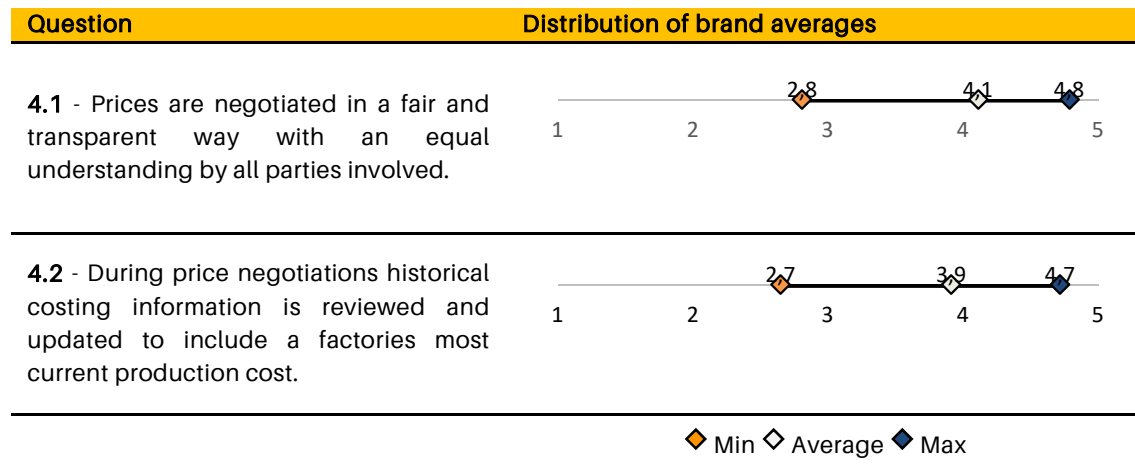 Question Distribution of brand averages
4.1 - Prices are negotiated in a fair and
transparent way with an equal
understanding by all parties involved.
2.8 4.1 4.8
1 2 3 4 5
4.2 - During price negotiations historical
costing information is reviewed and
updated to include a factories most
current production cost.
2.7 3.9 4.7
1 2 3 4 5
Min Average Max